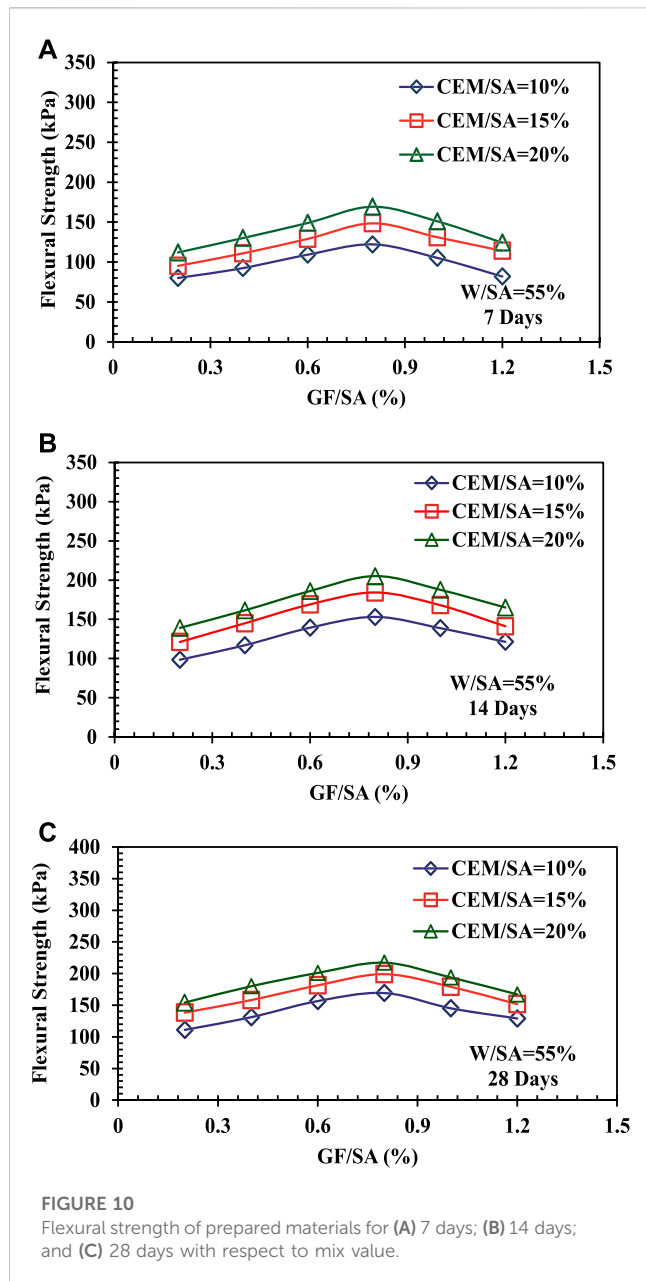 A
350
300
250
200
150
100
50
0
Flexural Strength (kPa)
CEM/SA=10%
CEM/SA=15%
CEM/SA=20%
W/SA=55%
7 Days
0 0.3 0.6 0.9 1.2 1.5
GF/SA (%)
B
350
300
250
200
150
100
50
0
Flexural Strength (kPa)
CEM/SA=10%
CEM/SA=15%
CEM/SA=20%
W/SA=55%
14 Days
0 0.3 0.6 0.9 1.2 1.5
GF/SA (%)
C
400
350
300
250
200
150
100
50
0
Flexural Strength (kPa)
CEM/SA=10%
CEM/SA=15%
CEM/SA=20%
W/SA=55%
28 Days
0 0.3 0.6 0.9 1.2 1.5
GF/SA (%)
FIGURE 10
Flexural strength of prepared materials for (A) 7 days; (B) 14 days;
and (C) 28 days with respect to mix value.